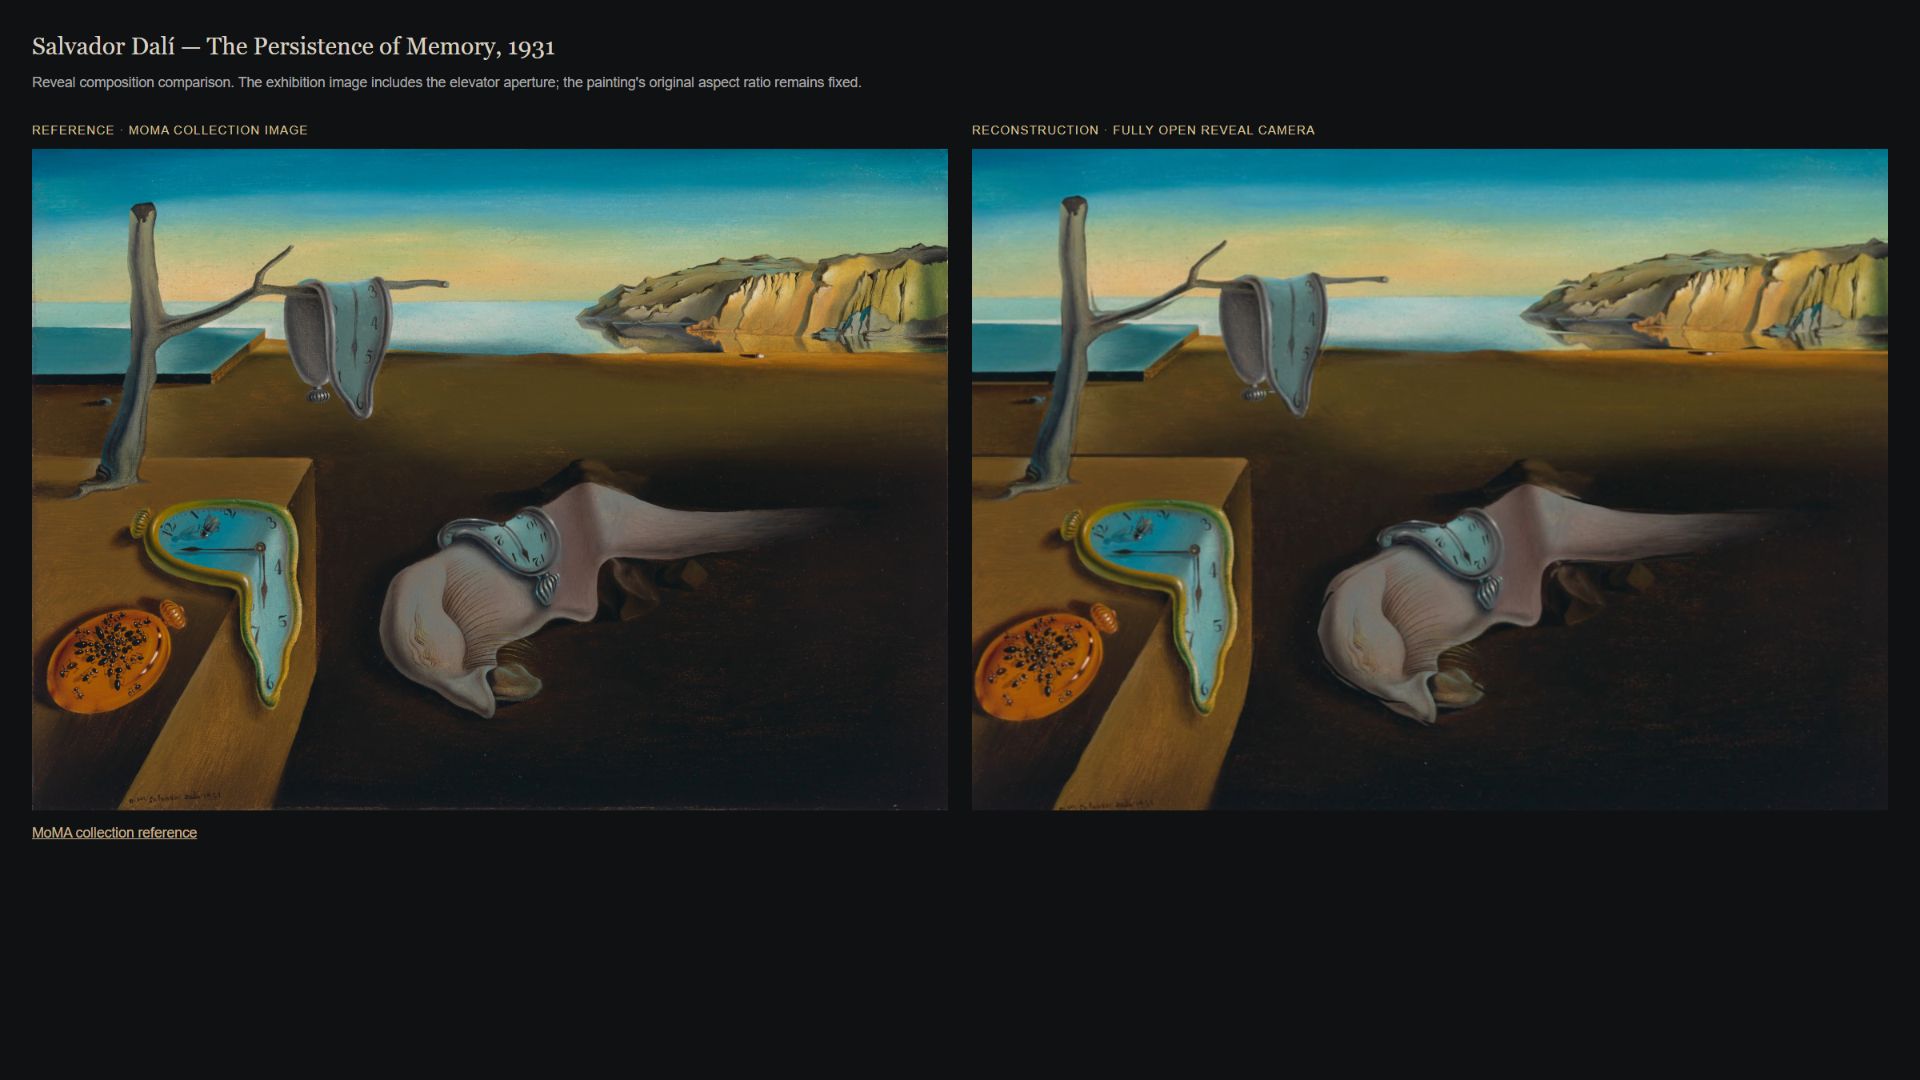 Salvador Dalí — The Persistence of Memory, 1931
Reveal composition comparison. The exhibition image includes the elevator aperture; the painting's original aspect ratio remains fixed.
REFERENCE · MOMA COLLECTION IMAGE
RECONSTRUCTION · FULLY OPEN REVEAL CAMERA
MoMA collection reference